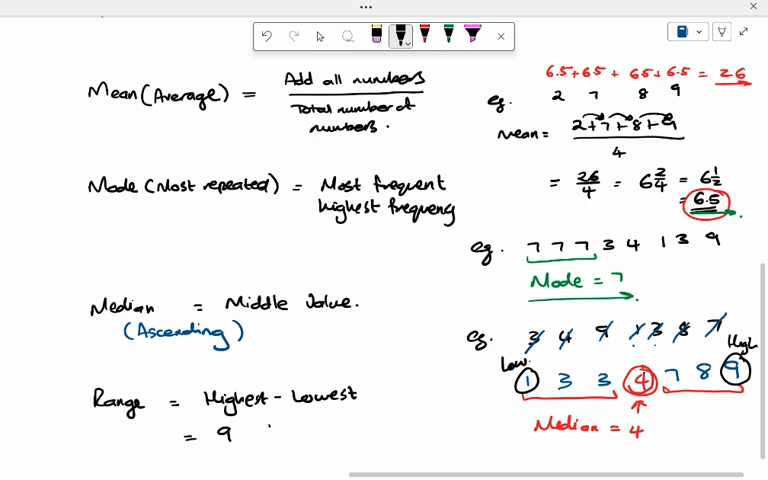 Mean (Average) = Add all numbers
Total number of
numbers.
6.5 + 6.5 + 6.5 + 6.5 = 26
eg. 2 7 8 9
Mean = 2+7+8+9
4
= 26/4 = 6 2/4 = 6 1/2
= 6.5
Mode (Most repeated) = Most frequent
highest frequency
eg. 7 7 7 3 4 1 3 9
Mode = 7
Median = Middle Value.
(Ascending)
eg. 3 4 9 1 3 8 7
Low High
1 3 3 4 7 8 9
Median = 4
Range = Highest - Lowest
= 9